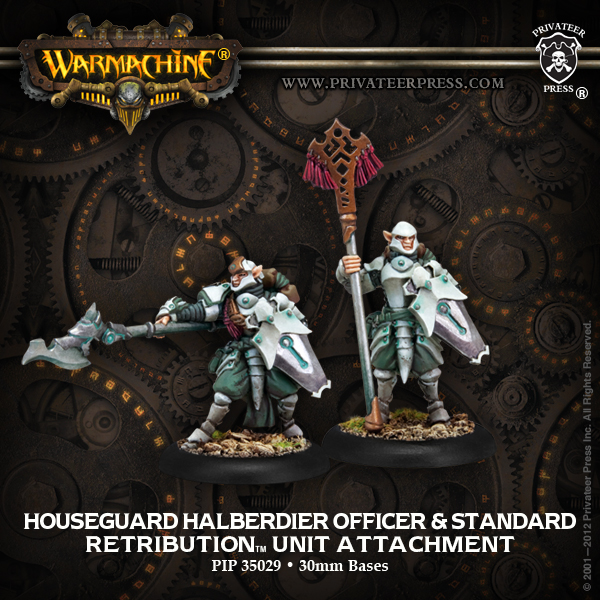 WARMACHINE®
PRIVATEER
PRESS®
WWW.PRIVATEERPRESS.COM
© 2001–2012 Privateer Press Inc. All Rights Reserved.
HOUSEGUARD HALBERDIER OFFICER & STANDARD
RETRIBUTION™ UNIT ATTACHMENT
PIP 35029 • 30mm Bases